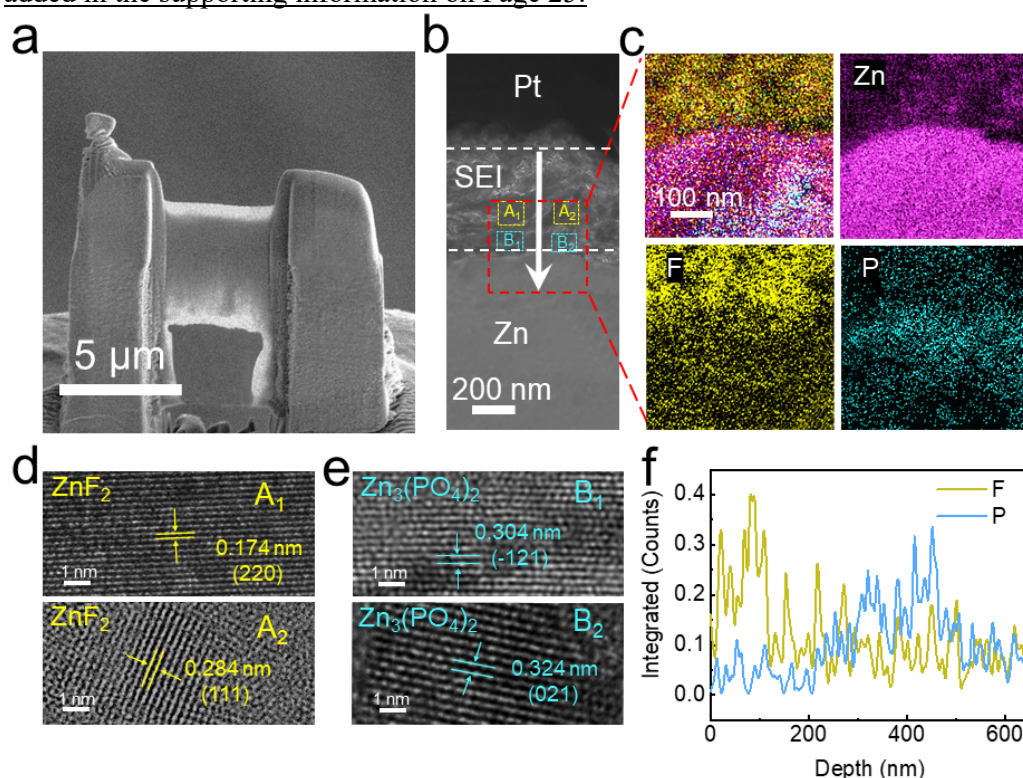 added in the supporting information on Page 23.
a
5 μm
b
Pt
SEI
A1
A2
B1
B2
Zn
200 nm
c
100 nm
Zn
F
P
d
ZnF2
A1
0.174 nm
(220)
1 nm
ZnF2
A2
0.284 nm
(111)
1 nm
e
Zn3(PO4)2
B1
0.304 nm
(-121)
1 nm
Zn3(PO4)2
B2
0.324 nm
(021)
1 nm
f
F
P
Integrated (Counts)
0.4
0.3
0.2
0.1
0.0
0
200
400
600
Depth (nm)